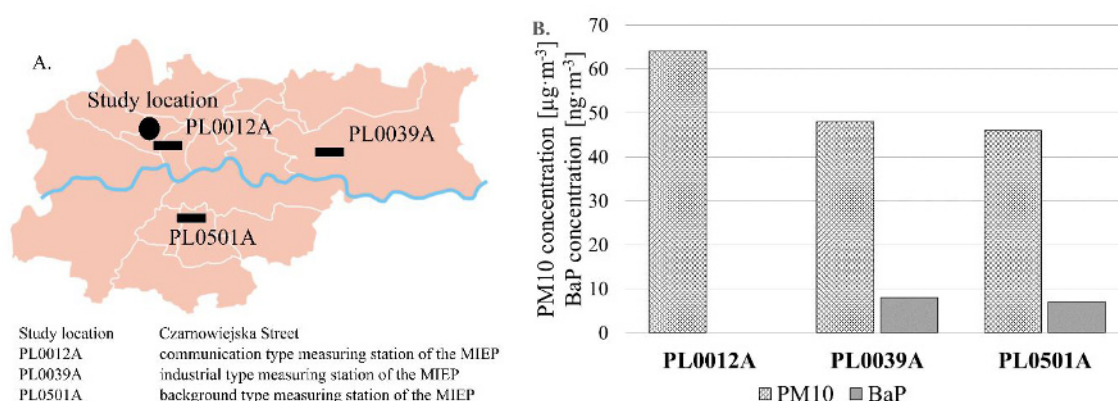 A.
Study location
PL0012A
PL0039A
PL0501A
Study location Czarnowiejska Street
PL0012A communication type measuring station of the MIEP
PL0039A industrial type measuring station of the MIEP
PL0501A background type measuring station of the MIEP
B.
PM10 concentration [µg·m⁻³]
BaP concentration [ng·m⁻³]
70
60
50
40
30
20
10
0
PL0012A PL0039A PL0501A
PM10 BaP